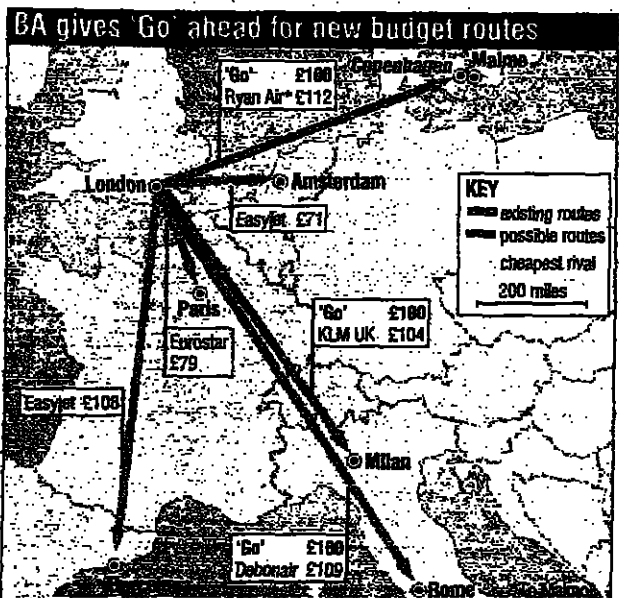 BA gives 'Go' ahead for new budget routes
Copenhagen Malmo
'Go' £100
Ryan Air* £112
London
Amsterdam
Easyjet £71
KEY
existing routes
possible routes
cheapest rival
200 miles
Paris
'Go' £100
KLM UK £104
Eurostar
£79
Easyjet £108
Milan
'Go' £100
Debonair £109
Rome